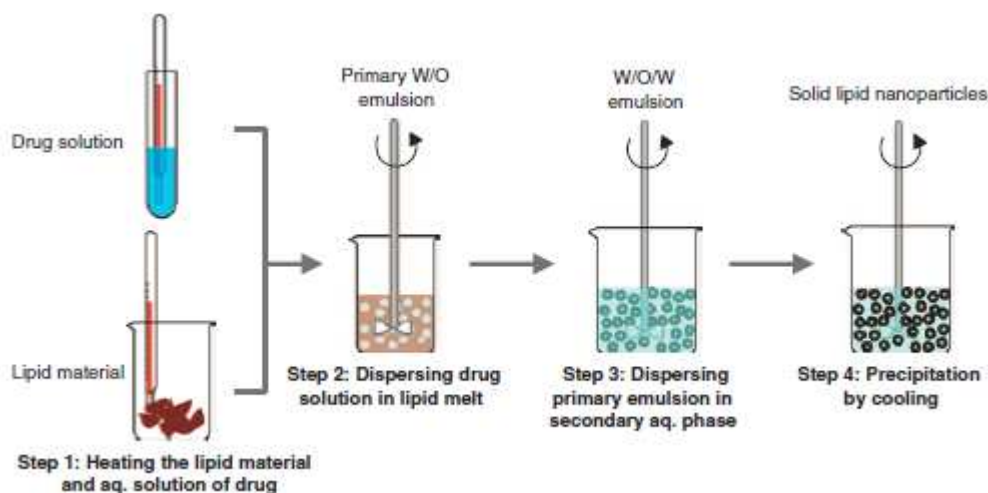 Drug solution
Lipid material
Step 1: Heating the lipid material
and aq. solution of drug
Primary W/O
emulsion
Step 2: Dispersing drug
solution in lipid melt
W/O/W
emulsion
Step 3: Dispersing
primary emulsion in
secondary aq. phase
Solid lipid nanoparticles
Step 4: Precipitation
by cooling